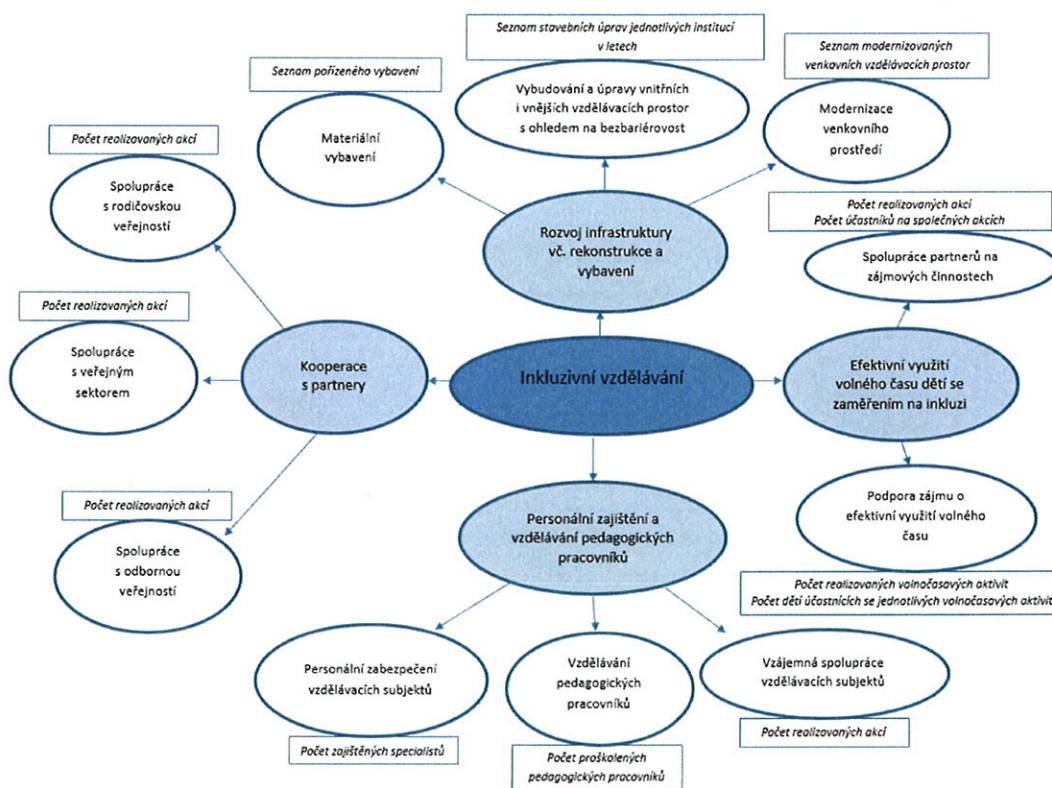 Seznam stavebních úprav jednotlivých institucí
v letech
Seznam modernizovaných
venkovních vzdělávacích prostor
Seznam pořízeného vybavení
Vybudování a úpravy vnitřních
i vnějších vzdělávacích prostor
s ohledem na bezbariérovost
Modernizace
venkovního
prostředí
Materiální
vybavení
Počet realizovaných akcí
Spolupráce
s rodičovskou
veřejností
Rozvoj infrastruktury
vč. rekonstrukce a
vybavení
Počet realizovaných akcí
Počet účastníků na společných akcích
Spolupráce partnerů na
zájmových činnostech
Počet realizovaných akcí
Spolupráce
s veřejným
sektorem
Kooperace
s partnery
Inkluzivní vzdělávání
Efektivní využití
volného času dětí se
zaměřením na inkluzi
Počet realizovaných akcí
Spolupráce
s odbornou
veřejností
Personální zajištění a
vzdělávání pedagogických
pracovníků
Podpora zájmu o
efektivní využití volného
času
Počet realizovaných volnočasových aktivit
Počet dětí účastnících se jednotlivých volnočasových aktivit
Personální zabezpečení
vzdělávacích subjektů
Vzdělávání
pedagogických
pracovníků
Vzájemná spolupráce
vzdělávacích subjektů
Počet zajištěných specialistů
Počet proškolených
pedagogických pracovníků
Počet realizovaných akcí